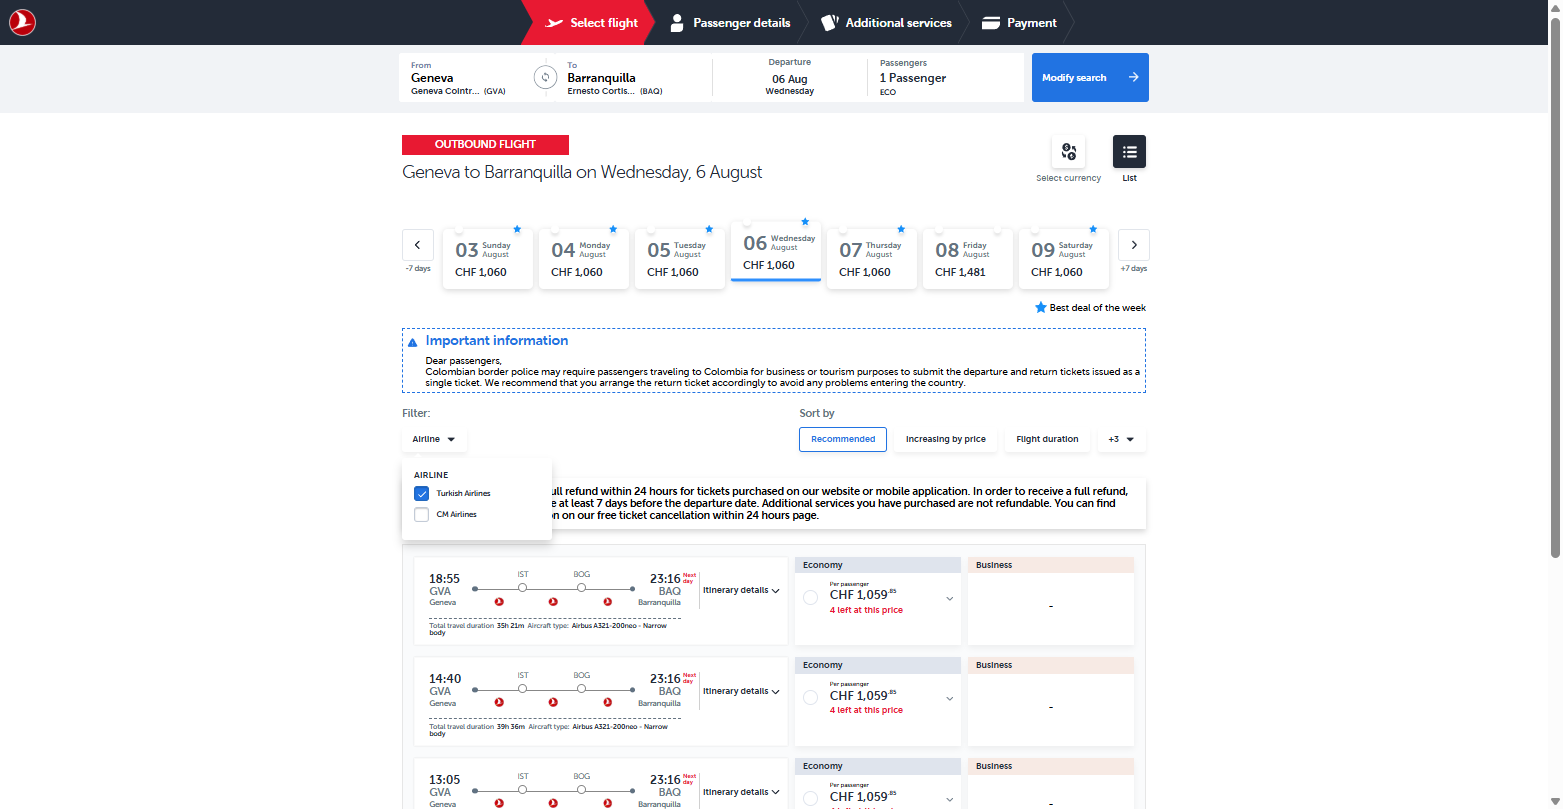 Select flight
Passenger details
Additional services
Payment
From
Geneva
Geneva Cointr... (GVA)
To
Barranquilla
Ernesto Cortis... (BAQ)
Departure
06 Aug
Wednesday
Passengers
1 Passenger
ECO
Modify search
OUTBOUND FLIGHT
Geneva to Barranquilla on Wednesday, 6 August
Select currency
List
-7 days
03 Sunday August
CHF 1,060
04 Monday August
CHF 1,060
05 Tuesday August
CHF 1,060
06 Wednesday August
CHF 1,060
07 Thursday August
CHF 1,060
08 Friday August
CHF 1,481
09 Saturday August
CHF 1,060
+7 days
Best deal of the week
Important information
Dear passengers,
Colombian border police may require passengers traveling to Colombia for business or tourism purposes to submit the departure and return tickets issued as a
single ticket. We recommend that you arrange the return ticket accordingly to avoid any problems entering the country.
Filter:
Airline
Sort by
Recommended
Increasing by price
Flight duration
+3
AIRLINE
Turkish Airlines
CM Airlines
ull refund within 24 hours for tickets purchased on our website or mobile application. In order to receive a full refund,
e at least 7 days before the departure date. Additional services you have purchased are not refundable. You can find
n on our free ticket cancellation within 24 hours page.
18:55
GVA
Geneva
IST
BOG
23:16 Next day
BAQ
Barranquilla
Itinerary details
Total travel duration 35h 21m Aircraft type: Airbus A321-200neo - Narrow
body
Economy
Per passenger
CHF 1,059.85
4 left at this price
Business
-
14:40
GVA
Geneva
IST
BOG
23:16 Next day
BAQ
Barranquilla
Itinerary details
Total travel duration 39h 36m Aircraft type: Airbus A321-200neo - Narrow
body
Economy
Per passenger
CHF 1,059.85
4 left at this price
Business
-
13:05
GVA
Geneva
IST
BOG
23:16 Next day
BAQ
Barranquilla
Itinerary details
Economy
Per passenger
CHF 1,059.85
Business
-